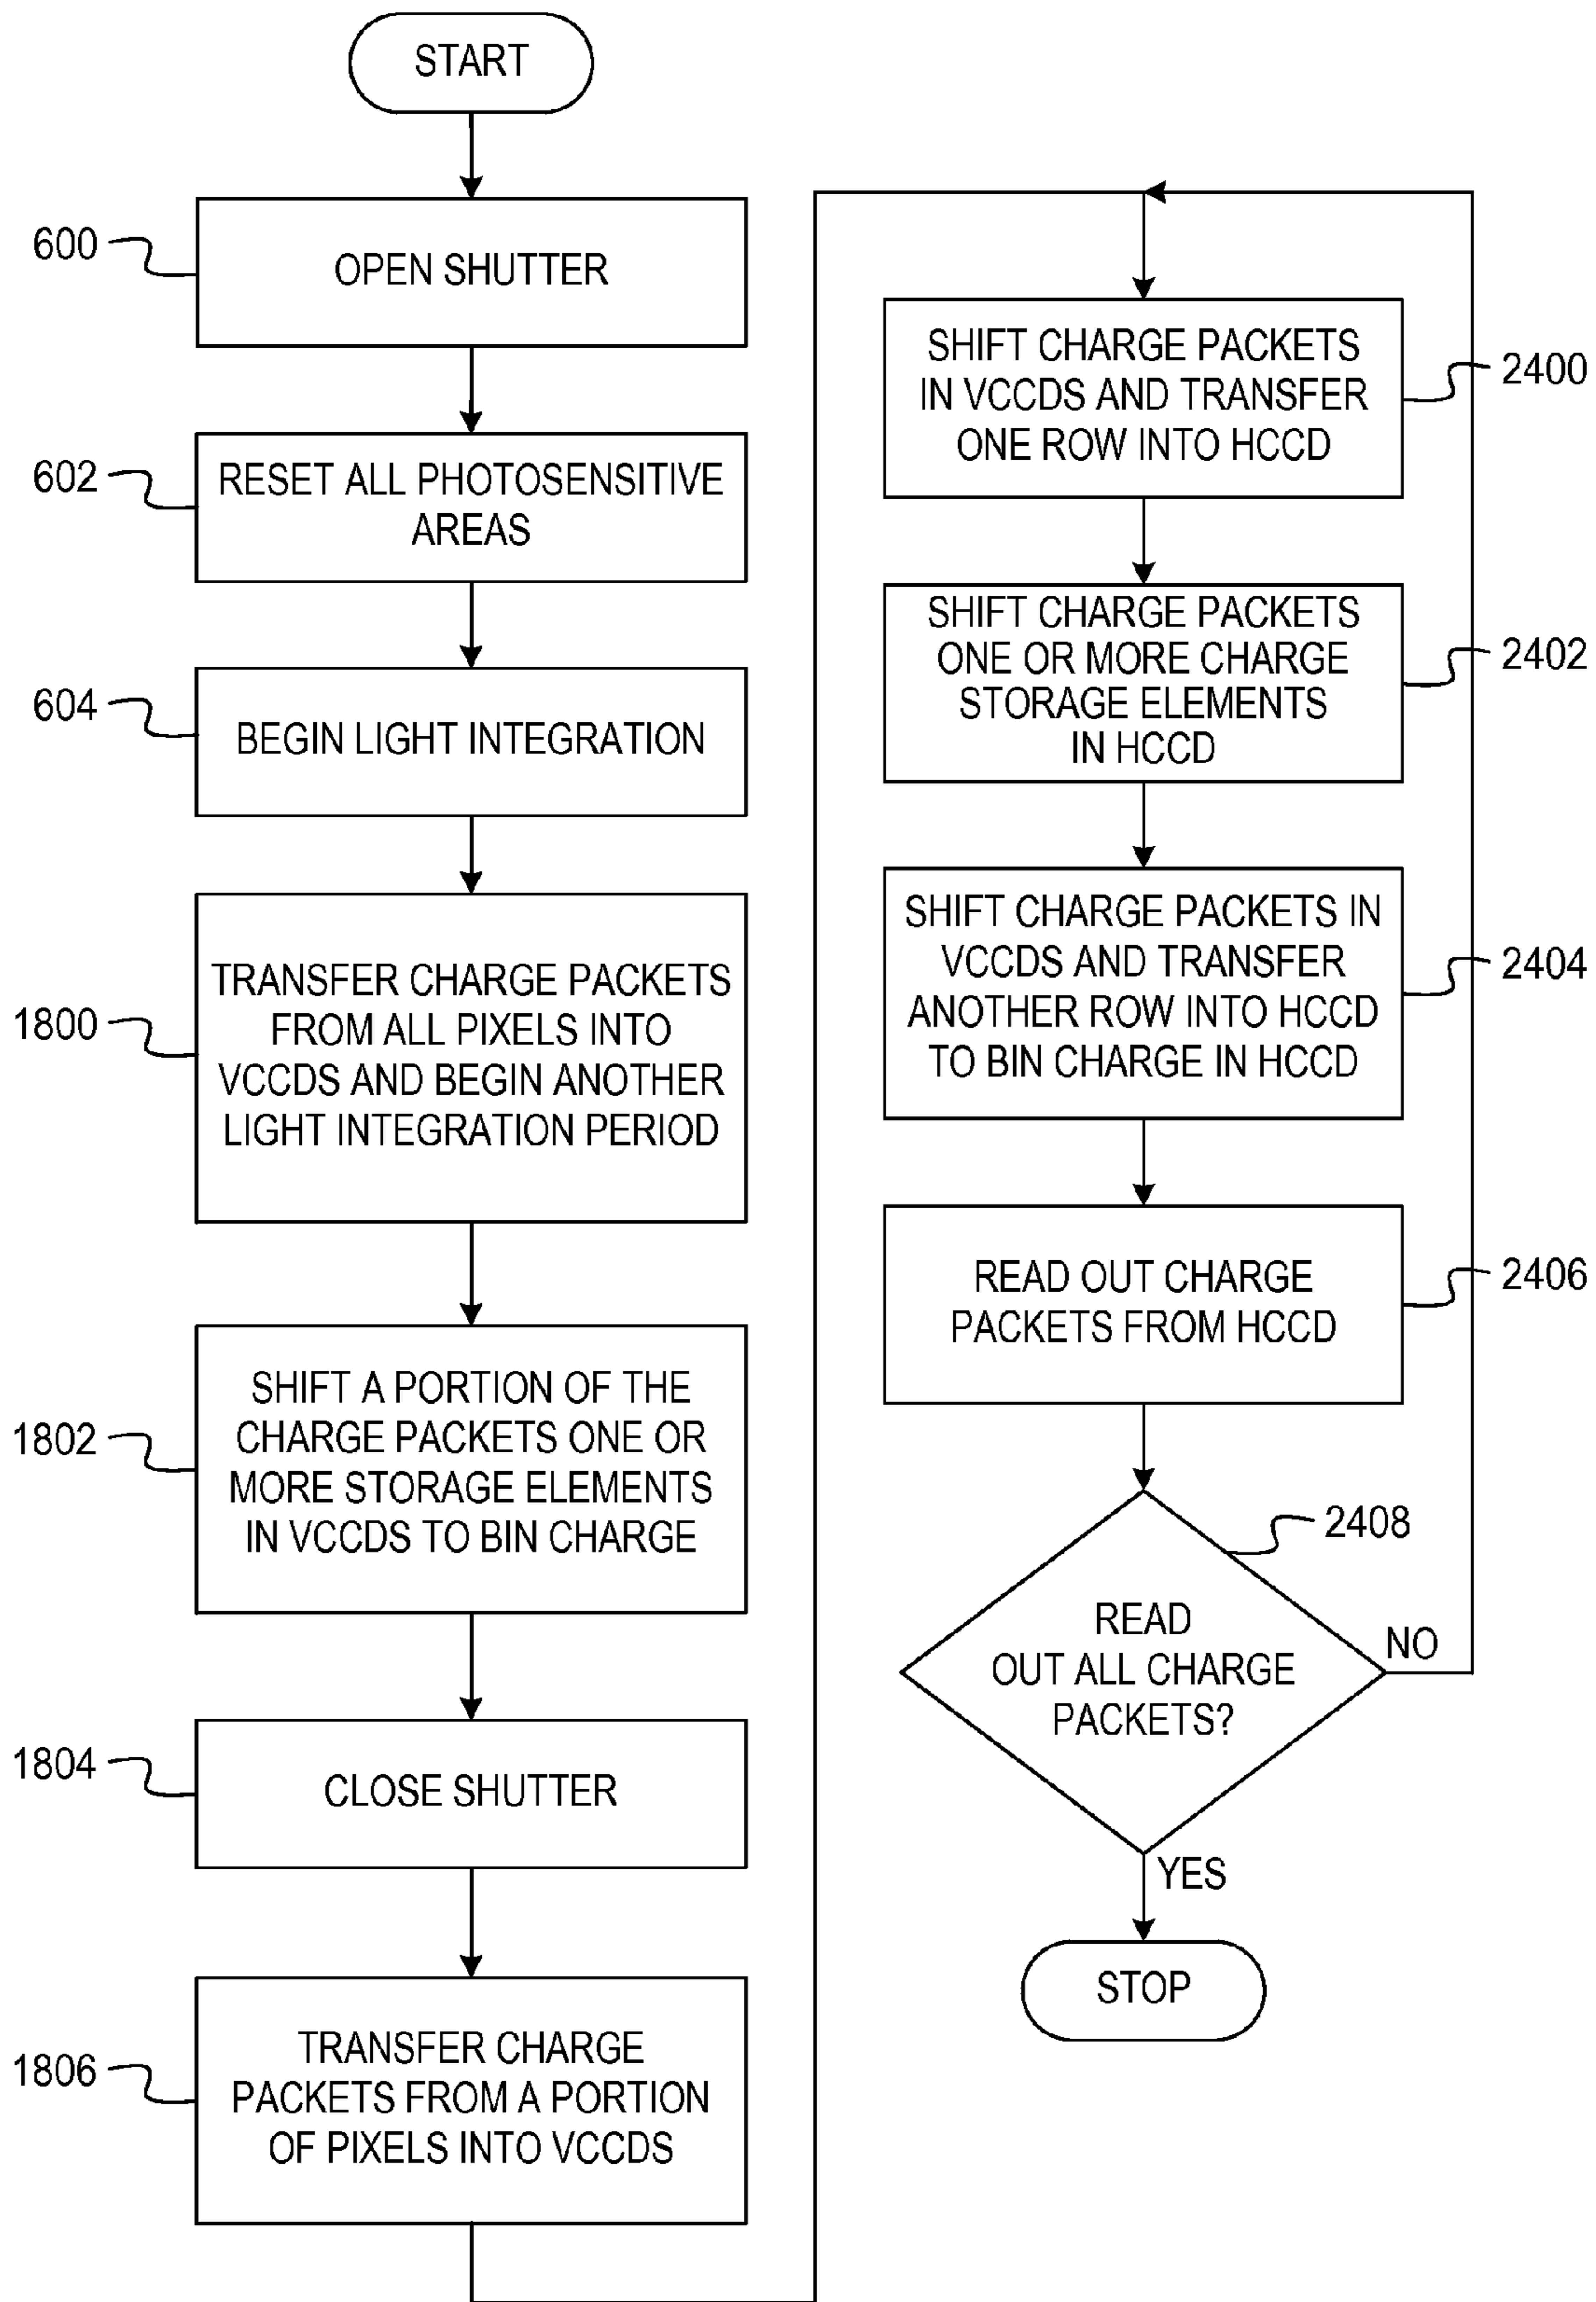 START
600
OPEN SHUTTER
602
RESET ALL PHOTOSENSITIVE
AREAS
604
BEGIN LIGHT INTEGRATION
1800
TRANSFER CHARGE PACKETS
FROM ALL PIXELS INTO
VCCDS AND BEGIN ANOTHER
LIGHT INTEGRATION PERIOD
1802
SHIFT A PORTION OF THE
CHARGE PACKETS ONE OR
MORE STORAGE ELEMENTS
IN VCCDS TO BIN CHARGE
1804
CLOSE SHUTTER
1806
TRANSFER CHARGE
PACKETS FROM A PORTION
OF PIXELS INTO VCCDS
SHIFT CHARGE PACKETS
IN VCCDS AND TRANSFER
ONE ROW INTO HCCD
2400
SHIFT CHARGE PACKETS
ONE OR MORE CHARGE
STORAGE ELEMENTS
IN HCCD
2402
SHIFT CHARGE PACKETS IN
VCCDS AND TRANSFER
ANOTHER ROW INTO HCCD
TO BIN CHARGE IN HCCD
2404
READ OUT CHARGE
PACKETS FROM HCCD
2406
2408
READ
OUT ALL CHARGE
PACKETS?
NO
YES
STOP